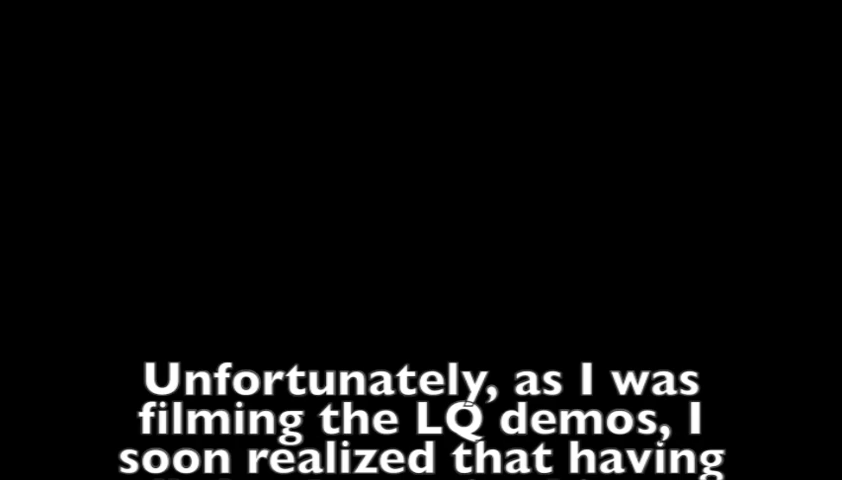 Unfortunately, as I was
filming the LQ demos, I
soon realized that having